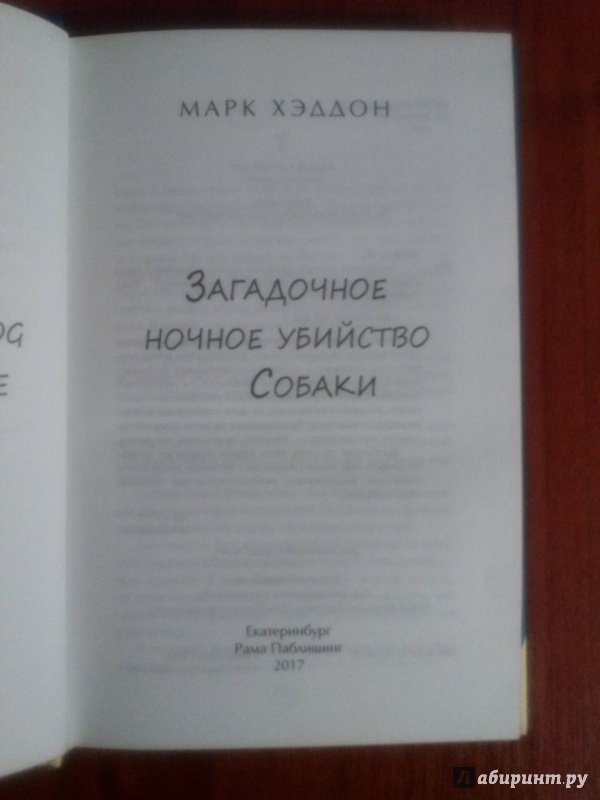 МАРК ХЭДДОН
ЗАГАДОЧНОЕ
НОЧНОЕ УБИЙСТВО
СОБАКИ
Екатеринбург
Рама Паблишинг
2017
Лабиринт.ру